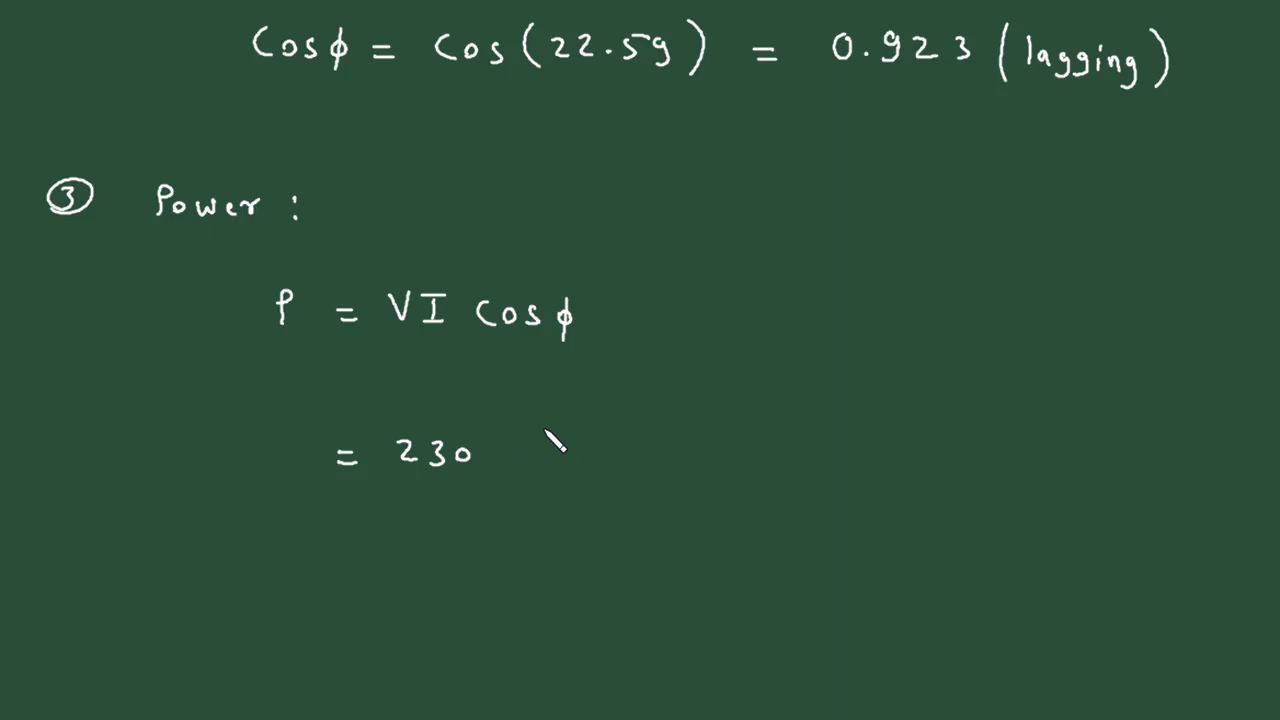 Cosϕ = Cos(22.59) = 0.923 (lagging)
③ Power :
P = VI Cosϕ
= 230